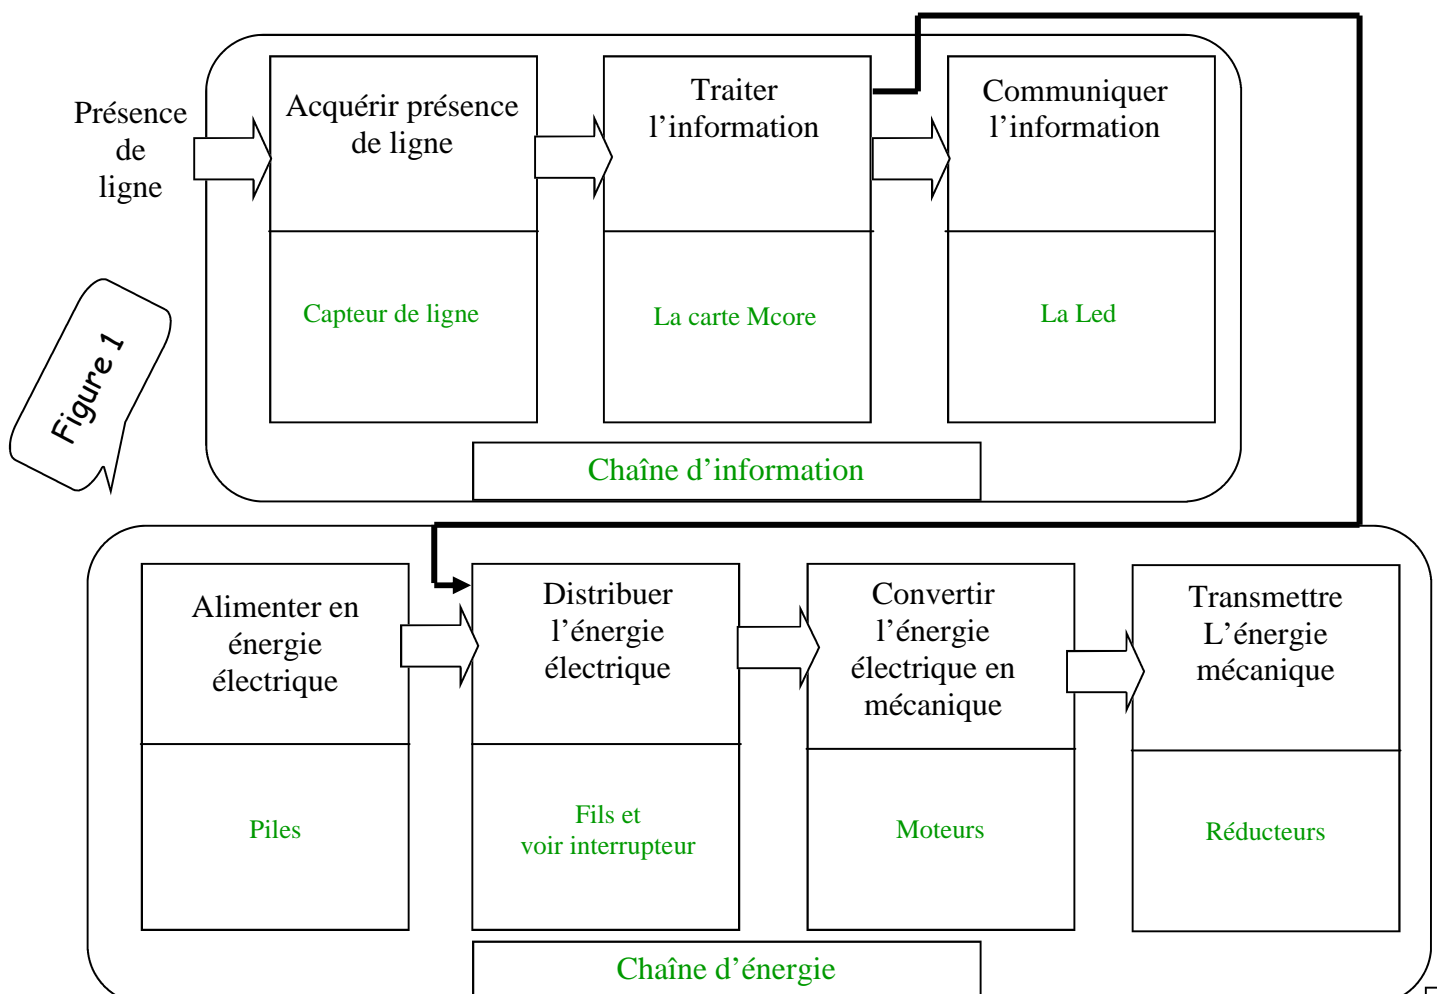 Présence
de
ligne
Acquérir présence
de ligne
Traiter
l’information
Communiquer
l’information
Capteur de ligne
La carte Mcore
La Led
Figure 1
Chaîne d’information
Alimenter en
énergie
électrique
Distribuer
l’énergie
électrique
Convertir
l’énergie
électrique en
mécanique
Transmettre
L’énergie
mécanique
Piles
Fils et
voir interrupteur
Moteurs
Réducteurs
Chaîne d’énergie